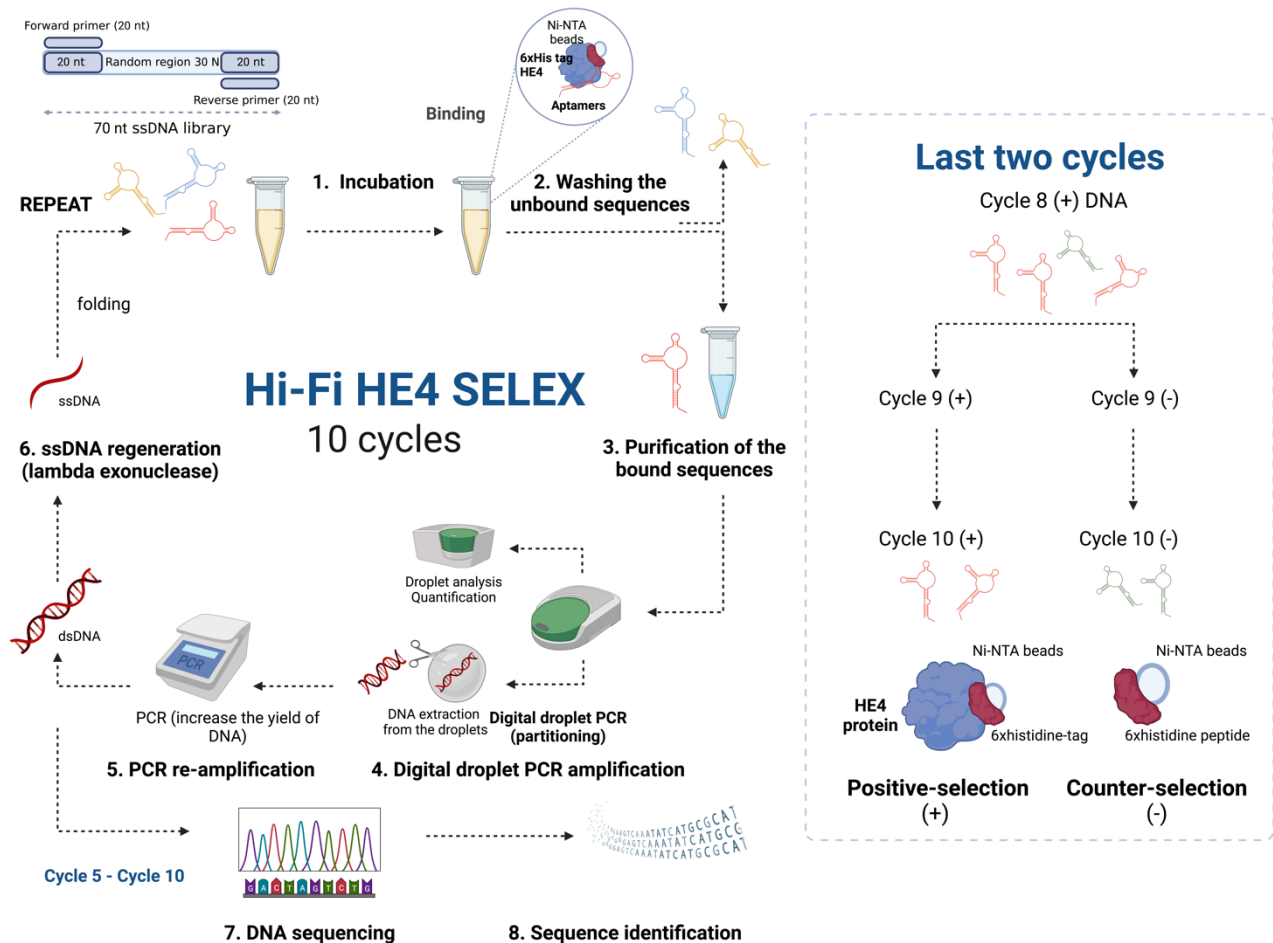 Forward primer (20 nt)
20 nt
Random region 30 N
20 nt
Reverse primer (20 nt)
70 nt ssDNA library
Ni-NTA
beads
6xHis tag
HE4
Aptamers
Binding
REPEAT
1. Incubation
2. Washing the
unbound sequences
folding
ssDNA
Hi-Fi HE4 SELEX
10 cycles
3. Purification of the
bound sequences
6. ssDNA regeneration
(lambda exonuclease)
Droplet analysis
Quantification
dsDNA
PCR
PCR (increase the yield of
DNA)
DNA extraction
from the droplets
Digital droplet PCR
(partitioning)
5. PCR re-amplification
4. Digital droplet PCR amplification
Cycle 5 - Cycle 10
G A C T A G T C T G
7. DNA sequencing
GAGTCAAATATCATGCGCAT
GAGTCAAATATCATGCG
GAGTCAAATATCATGCGCAT
8. Sequence identification
Last two cycles
Cycle 8 (+) DNA
Cycle 9 (+)
Cycle 9 (-)
Cycle 10 (+)
Cycle 10 (-)
Ni-NTA beads
HE4
protein
6xhistidine-tag
Ni-NTA beads
6xhistidine peptide
Positive-selection
(+)
Counter-selection
(-)